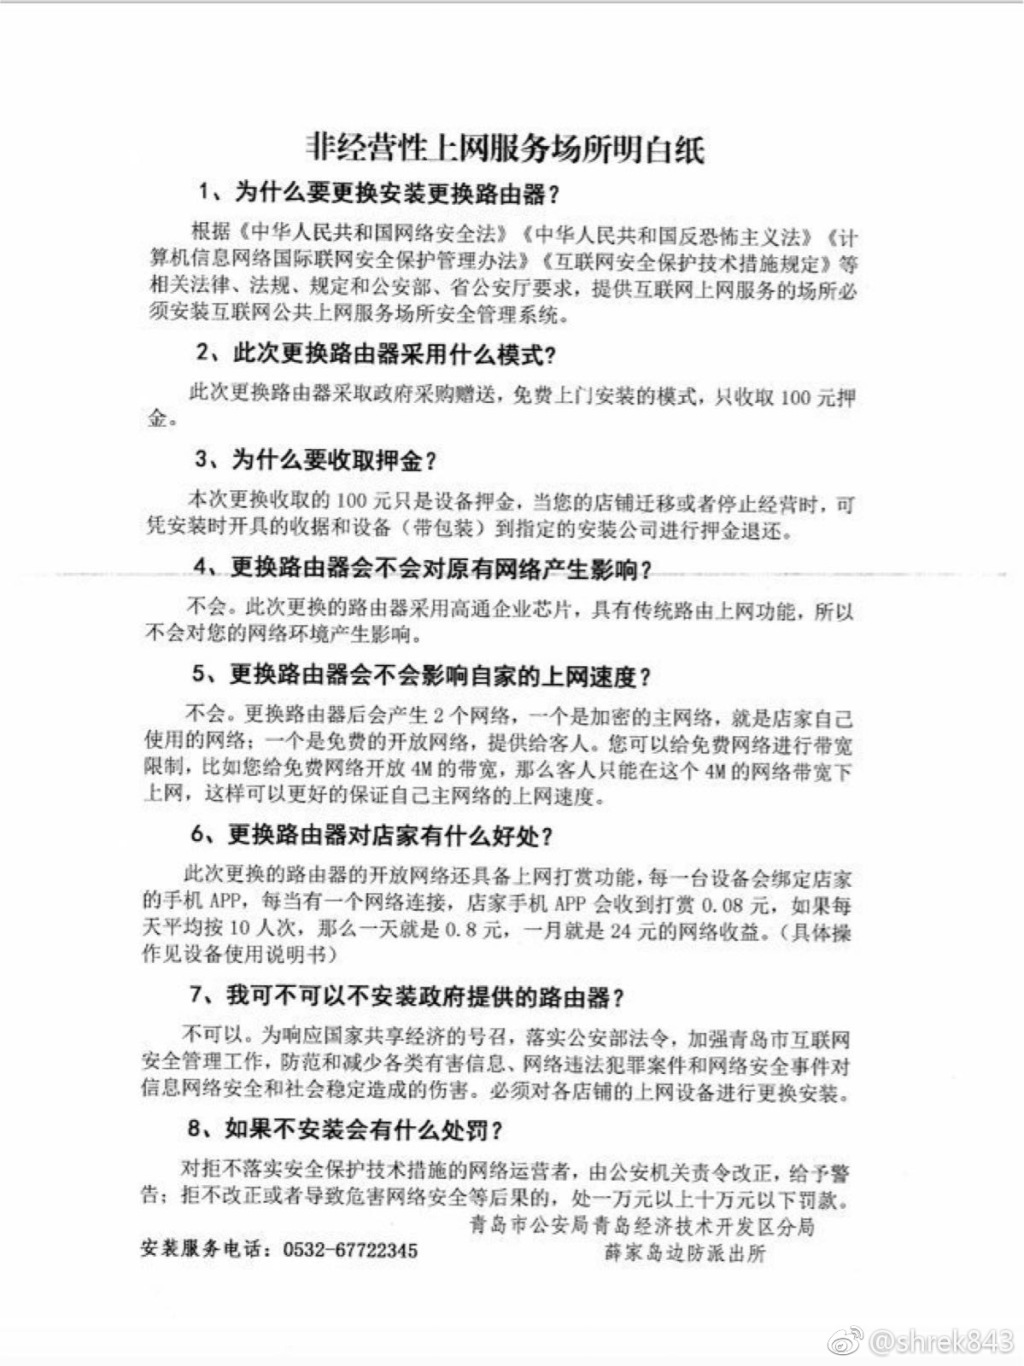 非经营性上网服务场所明白纸
1、为什么要更换安装更换路由器？
根据《中华人民共和国网络安全法》《中华人民共和国反恐怖主义法》《计
算机信息网络国际联网安全保护管理办法》《互联网安全保护技术措施规定》等
相关法律、法规、规定和公安部、省公安厅要求，提供互联网上网服务的场所必
须安装互联网公共上网服务场所安全管理系统。
2、此次更换路由器采用什么模式？
此次更换路由器采取政府采购赠送，免费上门安装的模式，只收取 100 元押
金。
3、为什么要收取押金？
本次更换收取的 100 元只是设备押金，当您的店铺迁移或者停止经营时，可
凭安装时开具的收据和设备（带包装）到指定的安装公司进行押金退还。
4、更换路由器会不会对原有网络产生影响？
不会。此次更换的路由器采用高通企业芯片，具有传统路由上网功能，所以
不会对您的网络环境产生影响。
5、更换路由器会不会影响自家的上网速度？
不会。更换路由器后会产生 2 个网络，一个是加密的主网络，就是店家自己
使用的网络；一个是免费的开放网络，提供给客人。您可以给免费网络进行带宽
限制，比如您给免费网络开放 4M 的带宽，那么客人只能在这个 4M 的网络带宽下
上网，这样可以更好的保证自己主网络的上网速度。
6、更换路由器对店家有什么好处？
此次更换的路由器的开放网络还具备上网打赏功能，每一台设备会绑定店家
的手机 APP，每当有一个网络连接，店家手机 APP 会收到打赏 0.08 元，如果每
天平均按 10 人次，那么一天就是 0.8 元，一月就是 24 元的网络收益。（具体操
作见设备使用说明书）
7、我可不可以不安装政府提供的路由器？
不可以。为响应国家共享经济的号召，落实公安部法令，加强青岛市互联网
安全管理工作，防范和减少各类有害信息、网络违法犯罪案件和网络安全事件对
信息网络安全和社会稳定造成的伤害。必须对各店铺的上网设备进行更换安装。
8、如果不安装会有什么处罚？
对拒不落实安全保护技术措施的网络运营者，由公安机关责令改正，给予警
告；拒不改正或者导致危害网络安全等后果的，处一万元以上十万元以下罚款。
青岛市公安局青岛经济技术开发区分局
安装服务电话：0532-67722345
薛家岛边防派出所
@shrek843